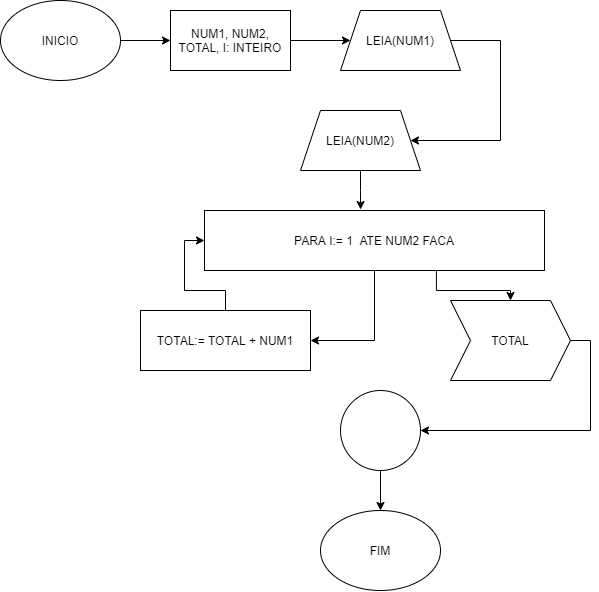 INICIO
NUM1, NUM2,
TOTAL, I: INTEIRO
LEIA(NUM1)
LEIA(NUM2)
PARA I:= 1  ATE NUM2 FACA
TOTAL:= TOTAL + NUM1
TOTAL
FIM